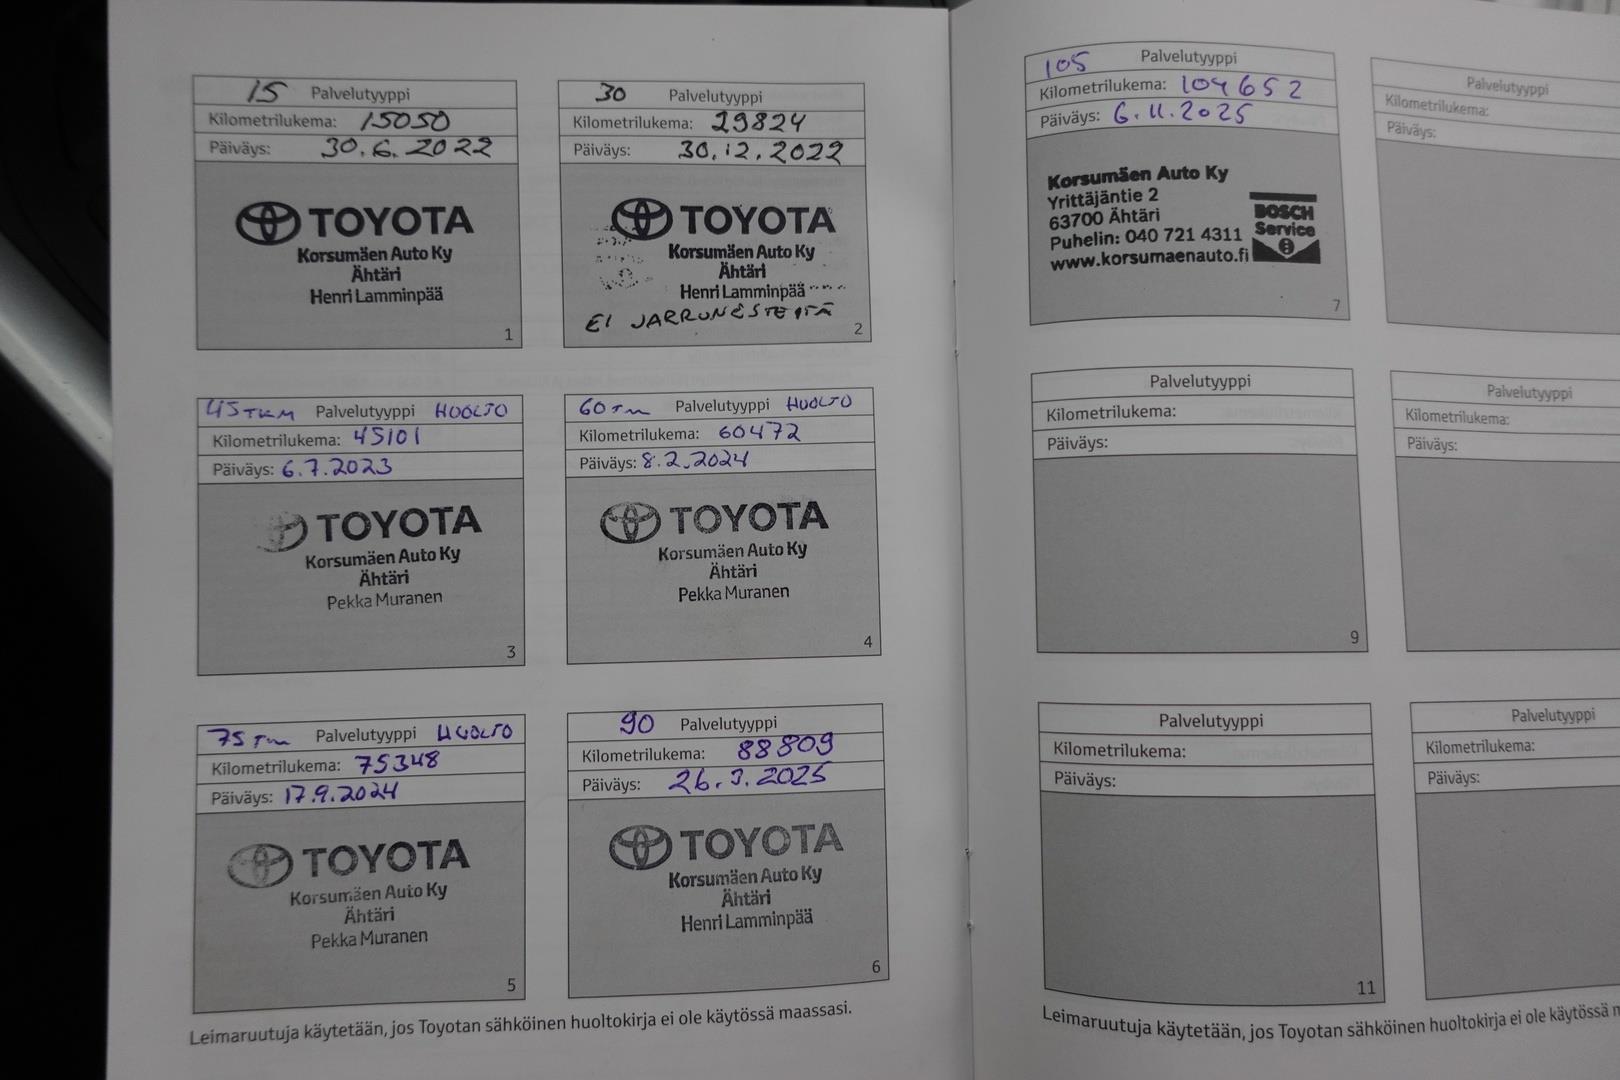 15 Palvelutyyppi
Kilometrilukema: 15050
Päiväys: 30.6.2022
TOYOTA
Korsumäen Auto Ky
Ähtäri
Henri Lamminpää
1
30 Palvelutyyppi
Kilometrilukema: 29824
Päiväys: 30.12.2022
TOYOTA
Korsumäen Auto Ky
Ähtäri
Henri Lamminpää
EI JARRUNESTEITÄ
2
45TKM Palvelutyyppi HUOLTO
Kilometrilukema: 45101
Päiväys: 6.7.2023
TOYOTA
Korsumäen Auto Ky
Ähtäri
Pekka Muranen
3
60Tm Palvelutyyppi HUOLTO
Kilometrilukema: 60472
Päiväys: 8.2.2024
TOYOTA
Korsumäen Auto Ky
Ähtäri
Pekka Muranen
4
75Tm Palvelutyyppi HUOLTO
Kilometrilukema: 75348
Päiväys: 17.9.2024
TOYOTA
Korsumäen Auto Ky
Ähtäri
Pekka Muranen
5
90 Palvelutyyppi
Kilometrilukema: 88809
Päiväys: 26.3.2025
TOYOTA
Korsumäen Auto Ky
Ähtäri
Henri Lamminpää
6
Leimaruutuja käytetään, jos Toyotan sähköinen huoltokirja ei ole käytössä maassasi.
105 Palvelutyyppi
Kilometrilukema: 104652
Päiväys: 6.11.2025
Korsumäen Auto Ky
Yrittäjäntie 2
63700 Ähtäri
Puhelin: 040 721 4311
www.korsumaenauto.fi
BOSCH
Service
7
Palvelutyyppi
Kilometrilukema:
Päiväys:
Palvelutyyppi
Kilometrilukema:
Päiväys:
9
Palvelutyyppi
Kilometrilukema:
Päiväys:
Palvelutyyppi
Kilometrilukema:
Päiväys:
11
Palvelutyyppi
Kilometrilukema:
Päiväys:
Leimaruutuja käytetään, jos Toyotan sähköinen huoltokirja ei ole käytössä